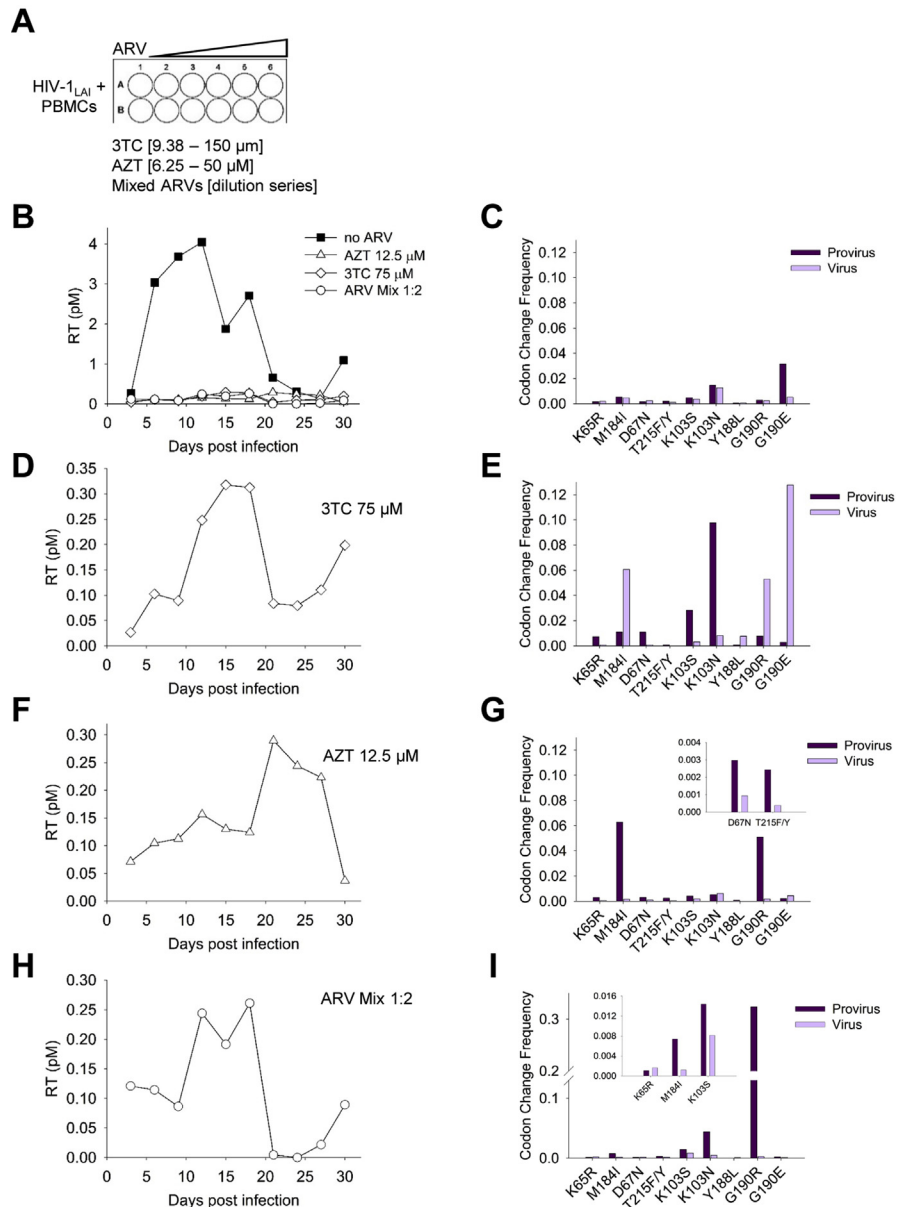 A
ARV
1 2 3 4 5 6
HIV-1LAI +
PBMCs
A
B
3TC [9.38 – 150 µm]
AZT [6.25 – 50 µM]
Mixed ARVs [dilution series]
B
RT (pM)
4
3
2
1
0
no ARV
AZT 12.5 µM
3TC 75 µM
ARV Mix 1:2
0 5 10 15 20 25 30
Days post infection
C
Codon Change Frequency
0.12
0.10
0.08
0.06
0.04
0.02
0.00
Provirus
Virus
K65R M184I D67N T215F/Y K103S K103N Y188L G190R G190E
D
RT (pM)
0.30
0.25
0.20
0.15
0.10
0.05
0.00
3TC 75 µM
0 5 10 15 20 25 30
Days post infection
E
Codon Change Frequency
0.12
0.10
0.08
0.06
0.04
0.02
0.00
Provirus
Virus
K65R M184I D67N T215F/Y K103S K103N Y188L G190R G190E
F
RT (pM)
0.30
0.25
0.20
0.15
0.10
0.05
0.00
AZT 12.5 µM
0 5 10 15 20 25 30
Days post infection
G
Codon Change Frequency
0.12
0.10
0.08
0.06
0.04
0.02
0.00
0.004
0.003
0.002
0.001
0.000
D67N T215F/Y
Provirus
Virus
K65R M184I D67N T215F/Y K103S K103N Y188L G190R G190E
H
RT (pM)
0.30
0.25
0.20
0.15
0.10
0.05
0.00
ARV Mix 1:2
0 5 10 15 20 25 30
Days post infection
I
Codon Change Frequency
0.3
0.2
0.1
0.0
0.016
0.012
0.008
0.004
0.000
K65R M184I K103S
Provirus
Virus
K65R M184I D67N T215F/Y K103S K103N Y188L G190R G190E